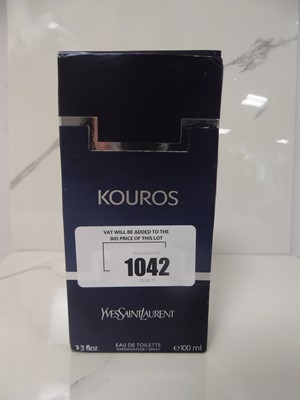 KOUROS
VAT WILL BE ADDED TO THE
BID PRICE OF THIS LOT
1042
YVESSAINTLAURENT
3.3 fl.oz. EAU DE TOILETTE e100 ml
VAPORISATEUR / SPRAY